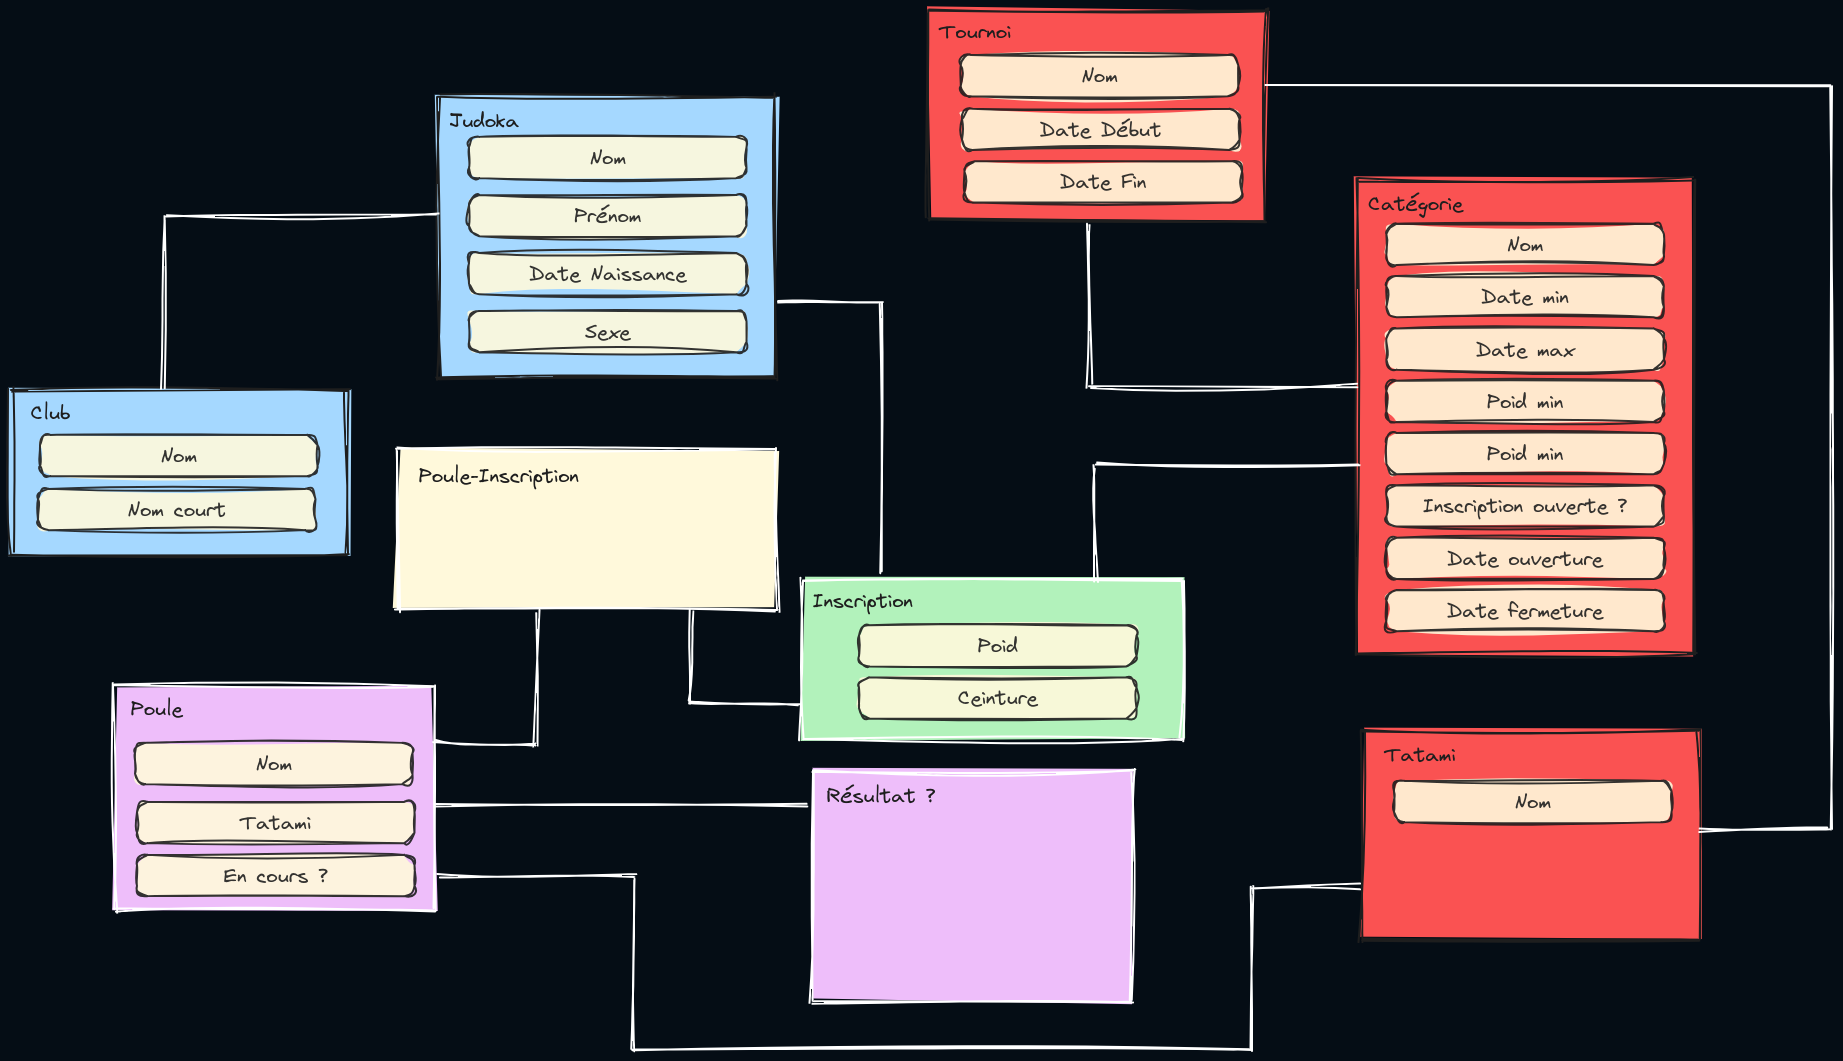 Tournoi
Nom
Date Début
Date Fin
Judoka
Nom
Prénom
Date Naissance
Sexe
Catégorie
Nom
Date min
Date max
Poid min
Poid min
Inscription ouverte ?
Date ouverture
Date fermeture
Club
Nom
Nom court
Poule-Inscription
Inscription
Poid
Ceinture
Poule
Nom
Tatami
En cours ?
Résultat ?
Tatami
Nom